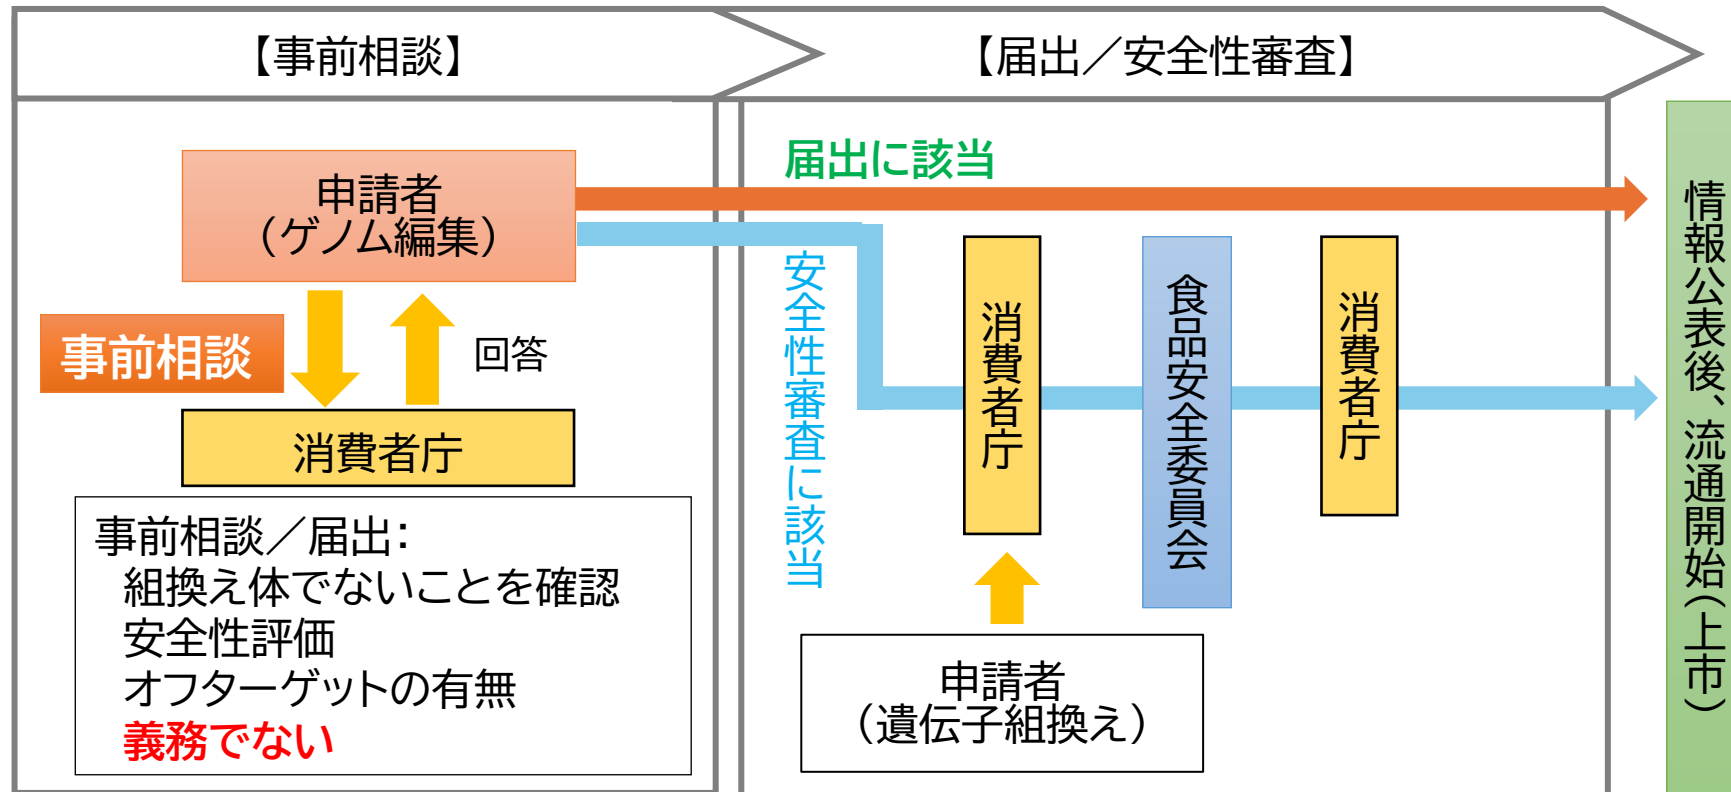 【事前相談】
【届出／安全性審査】
申請者
（ゲノム編集）
事前相談
回答
消費者庁
事前相談／届出：
組換え体でないことを確認
安全性評価
オフターゲットの有無
義務でない
届出に該当
安全性審査に該当
消費者庁
食品安全委員会
消費者庁
申請者
（遺伝子組換え）
情報公表後、流通開始（上市）